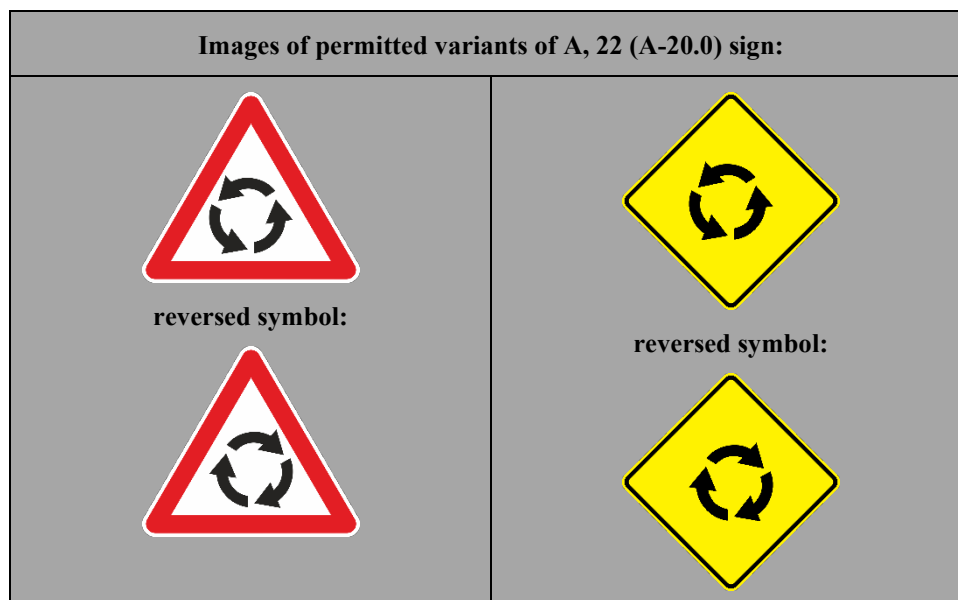 Images of permitted variants of A, 22 (A-20.0) sign:
reversed symbol:
reversed symbol: